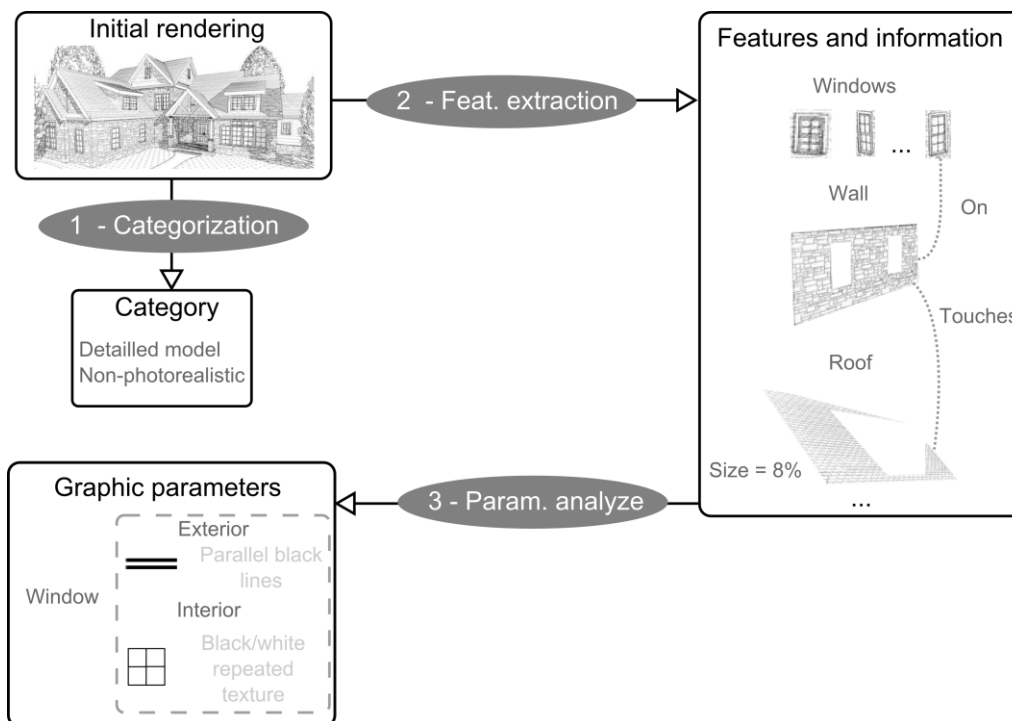 Initial rendering
2 - Feat. extraction
1 - Categorization
Category
Detailled model
Non-photorealistic
Features and information
Windows
...
On
Wall
Touches
Roof
Size = 8%
...
3 - Param. analyze
Graphic parameters
Window
Exterior
Parallel black
lines
Interior
Black/white
repeated
texture